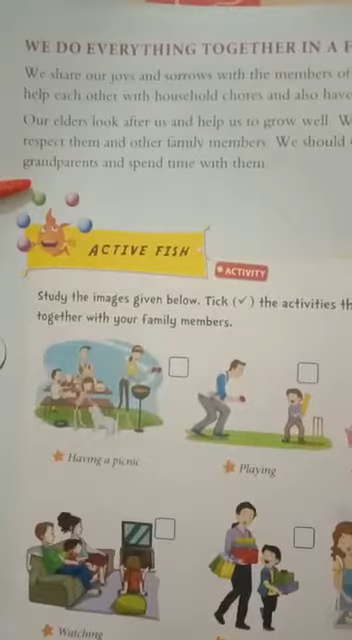 WE DO EVERYTHING TOGETHER IN A
We share our joys and sorrows with the members of
help each other with household chores and also have
Our elders look after us and help us to grow well.
respect them and other family members. We should
grandparents and spend time with them.
ACTIVE FISH
ACTIVITY
Study the images given below. Tick (✓) the activities
together with your family members.
Having a picnic
Playing
Watching